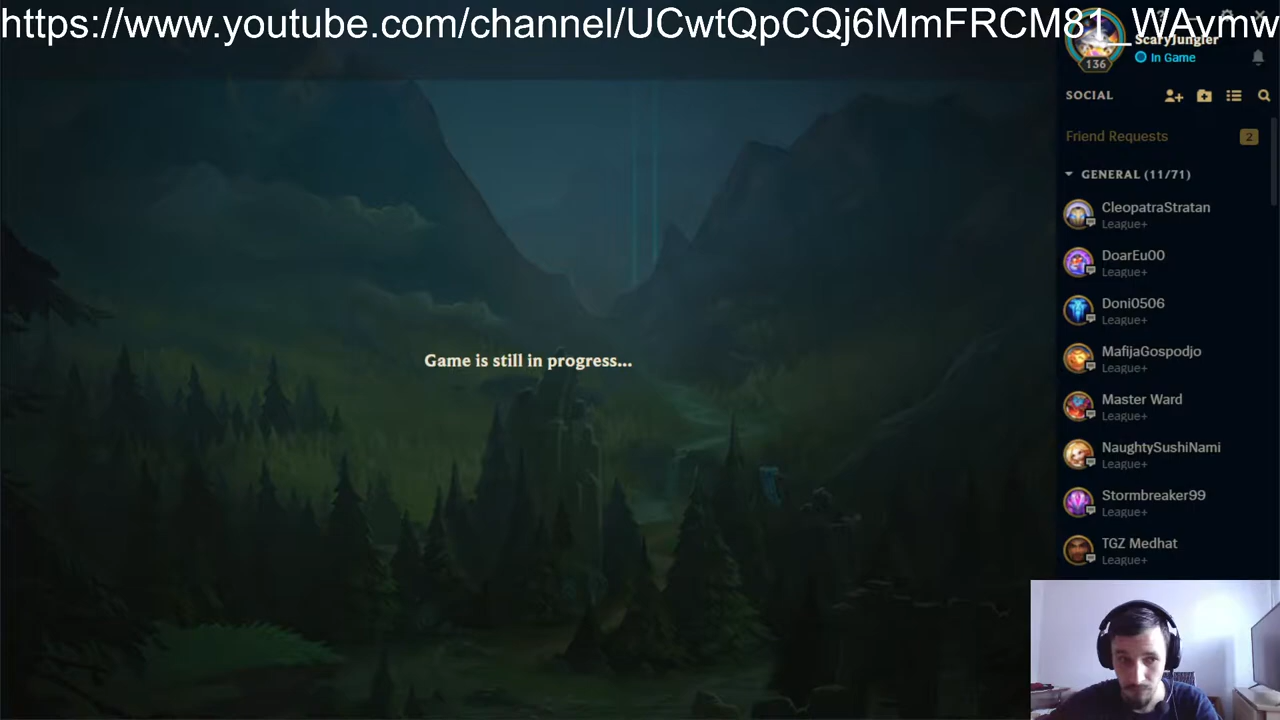 https://www.youtube.com/channel/UCwtQpCQj6MmFRCM81_WAvmw
ScaryJungler
136
In Game
SOCIAL
Friend Requests
2
GENERAL (11/71)
CleopatraStratan
League+
DoarEu00
League+
Doni0506
League+
MafijaGospodjo
League+
Master Ward
League+
NaughtySushiNami
League+
Stormbreaker99
League+
TGZ Medhat
League+
Game is still in progress...